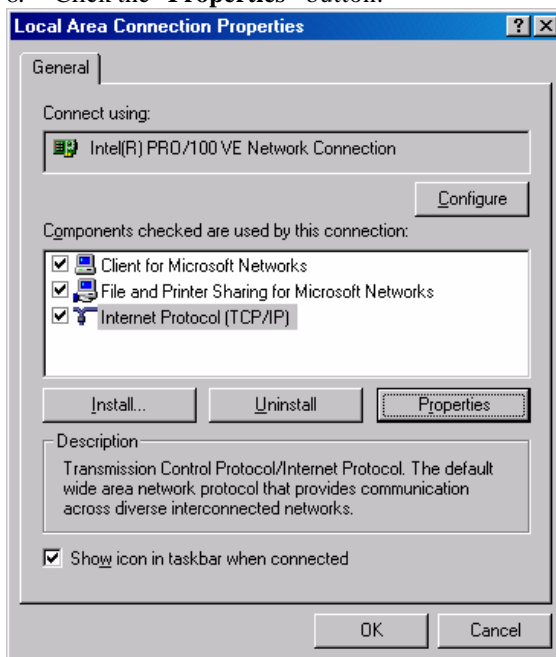 Click the "Properties" button.
Local Area Connection Properties
General
Connect using:
Intel(R) PRO/100 VE Network Connection
Configure
Components checked are used by this connection:
Client for Microsoft Networks
File and Printer Sharing for Microsoft Networks
Internet Protocol (TCP/IP)
Install... Uninstall Properties
Description
Transmission Control Protocol/Internet Protocol. The default
wide area network protocol that provides communication
across diverse interconnected networks.
Show icon in taskbar when connected
OK Cancel